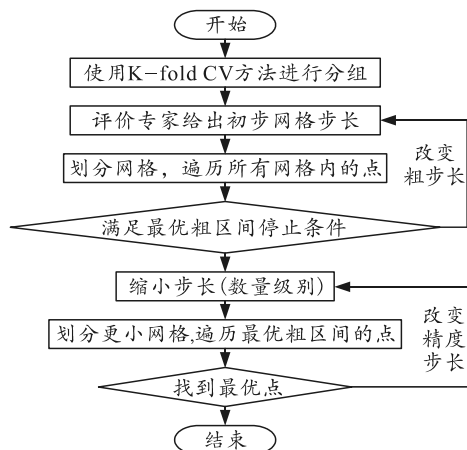 开始
使用K-fold CV方法进行分组
评价专家给出初步网格步长
改变
粗步长
划分网格，遍历所有网格内的点
满足最优粗区间停止条件
缩小步长(数量级别)
改变
精度
步长
划分更小网格,遍历最优粗区间的点
找到最优点
结束